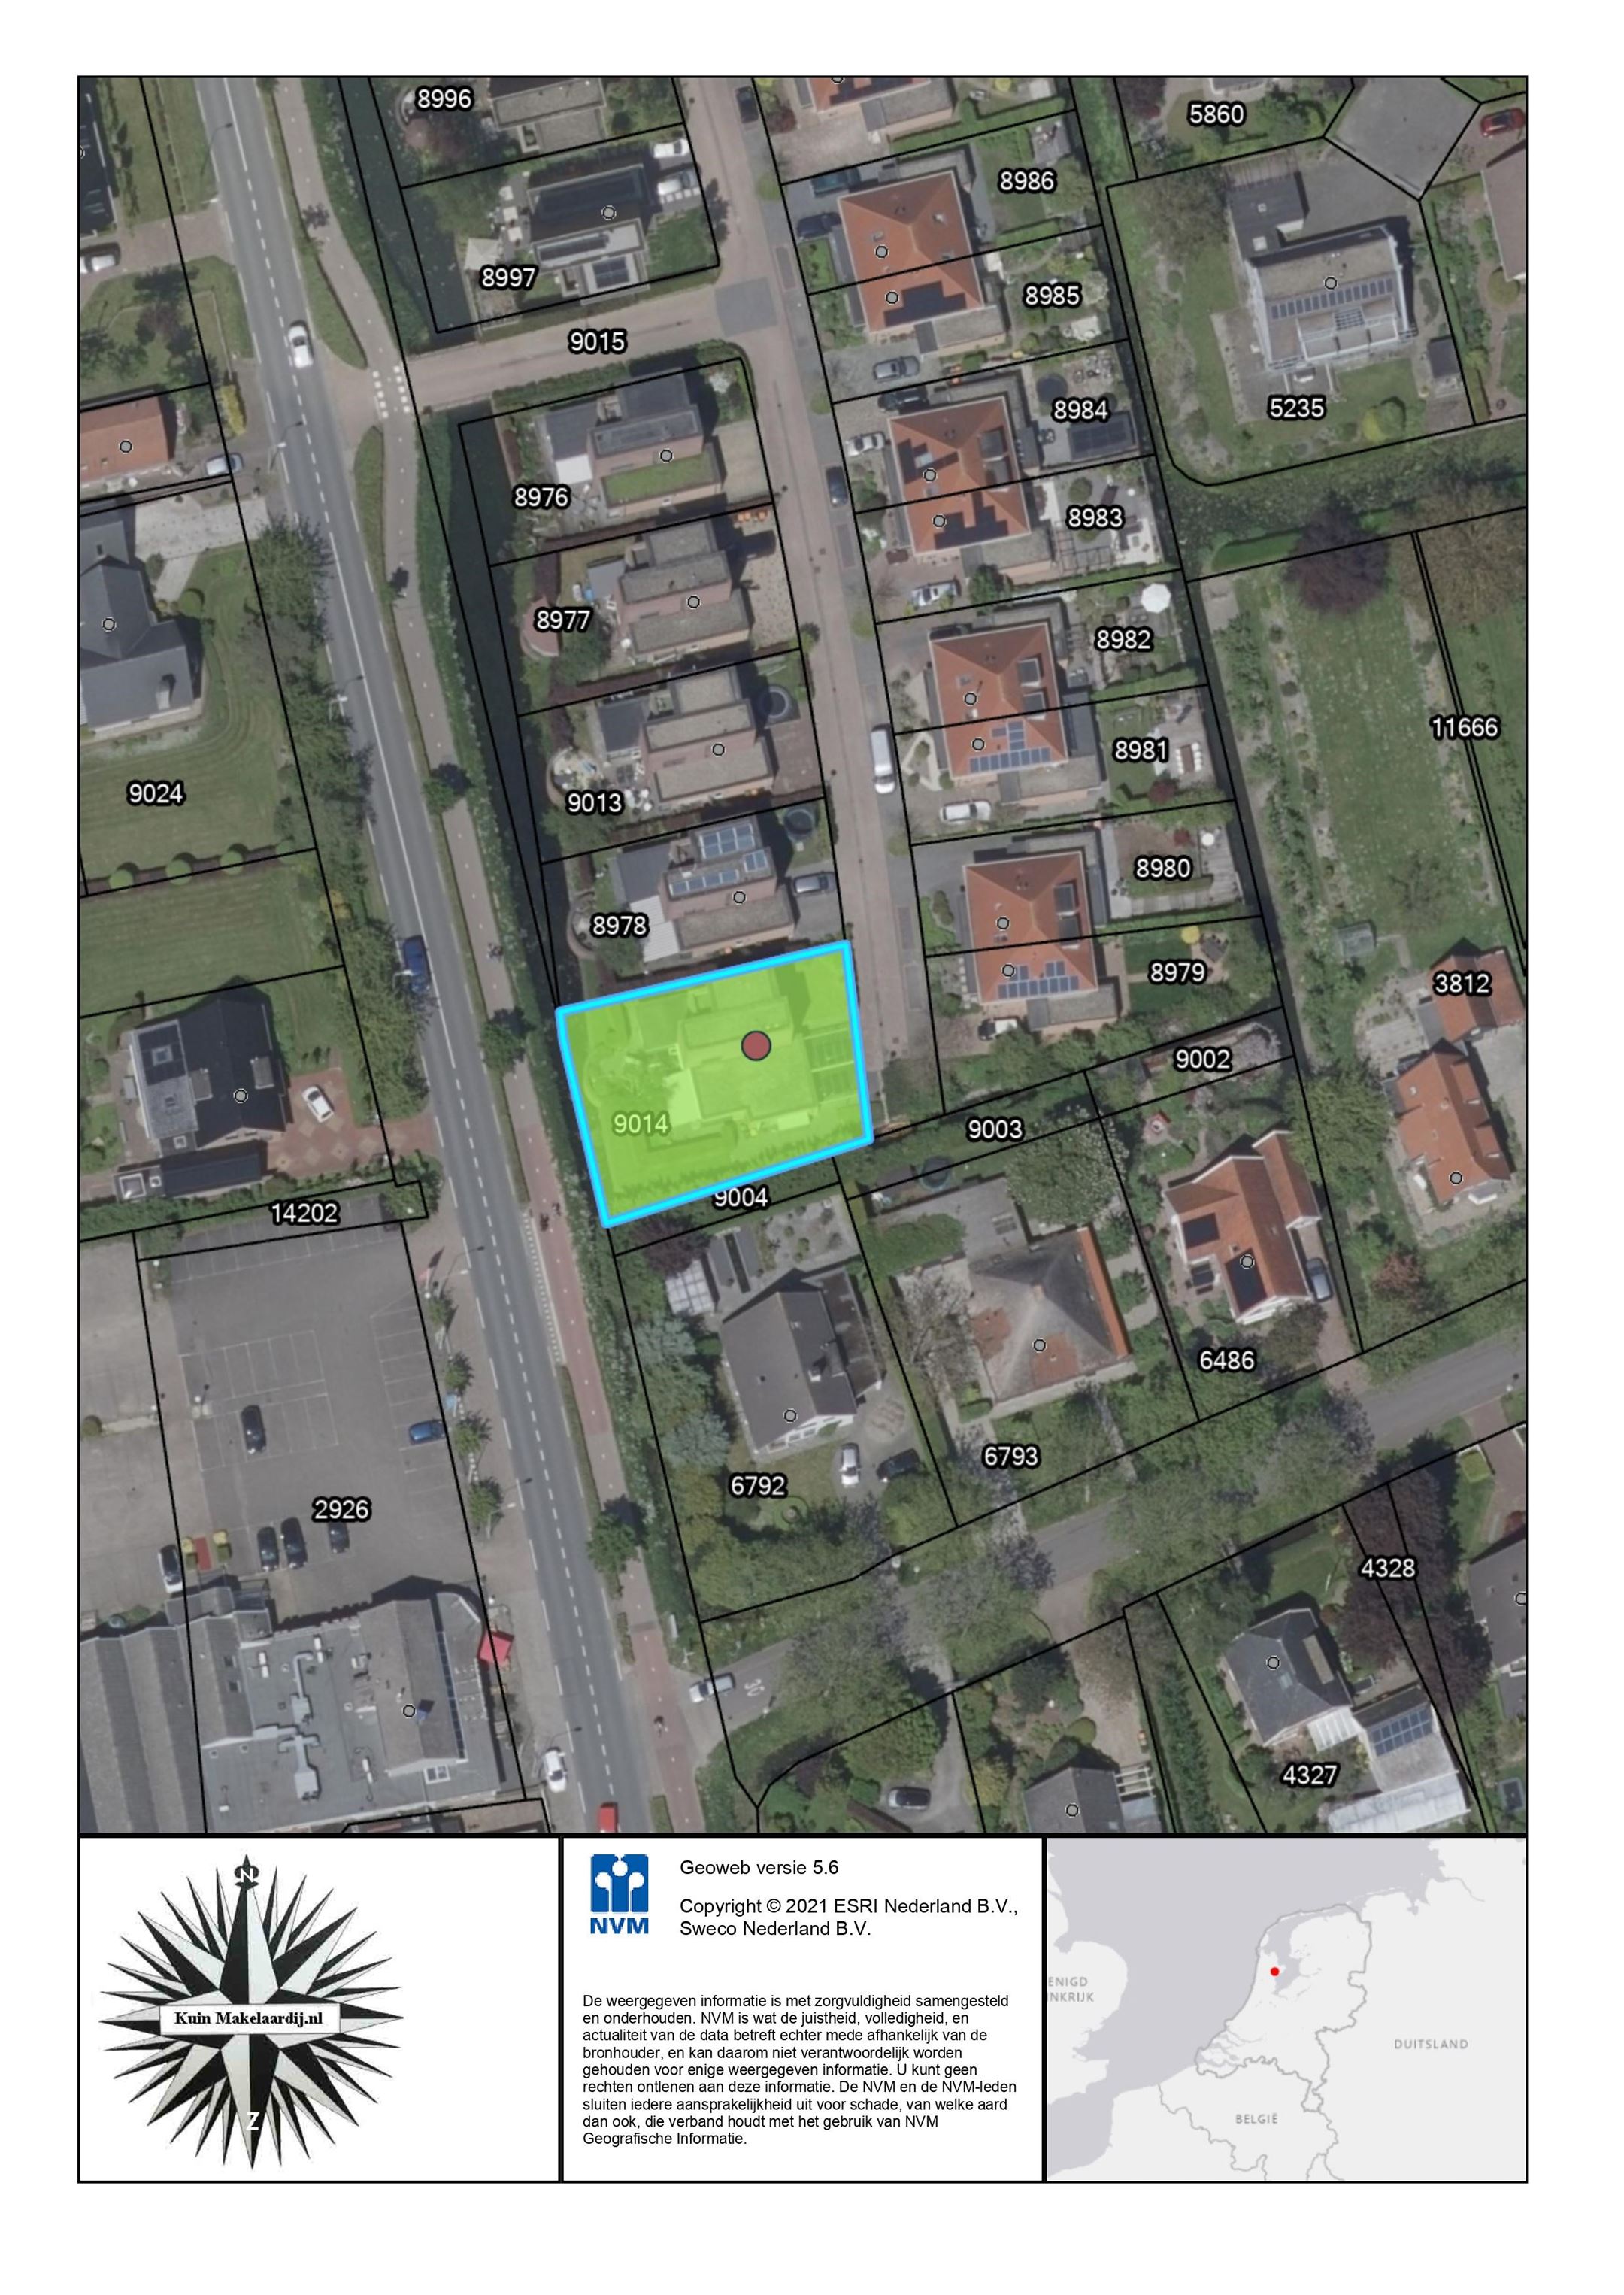 8996
5860
8986
8997
8985
9015
8984
5235
8976
8983
8977
8982
11666
8981
9024
9013
8980
8978
8979
3812
9002
9014
9003
9004
14202
6486
6793
6792
2926
30
4328
4327
N
Kuin Makelaardij.nl
Z
NVM
Geoweb versie 5.6
Copyright © 2021 ESRI Nederland B.V.,
Sweco Nederland B.V.
De weergegeven informatie is met zorgvuldigheid samengesteld
en onderhouden. NVM is wat de juistheid, volledigheid, en
actualiteit van de data betreft echter mede afhankelijk van de
bronhouder, en kan daarom niet verantwoordelijk worden
gehouden voor enige weergegeven informatie. U kunt geen
rechten ontlenen aan deze informatie. De NVM en de NVM-leden
sluiten iedere aansprakelijkheid uit voor schade, van welke aard
dan ook, die verband houdt met het gebruik van NVM
Geografische Informatie.
ENIGD
NKRIJK
DUITSLAND
BELGIË